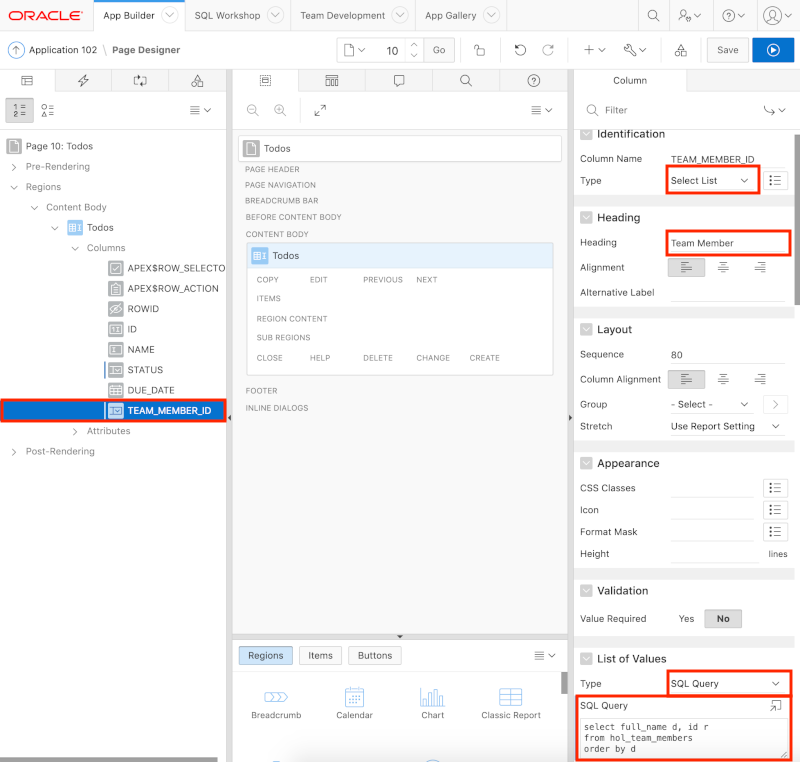 ORACLE
App Builder
SQL Workshop
Team Development
App Gallery
Application 102 \ Page Designer
10
Go
Save
Page 10: Todos
Pre-Rendering
Regions
Content Body
Todos
Columns
APEX$ROW_SELECTO
APEX$ROW_ACTION
ROWID
ID
NAME
STATUS
DUE_DATE
TEAM_MEMBER_ID
Attributes
Post-Rendering
Todos
PAGE HEADER
PAGE NAVIGATION
BREADCRUMB BAR
BEFORE CONTENT BODY
CONTENT BODY
Todos
COPY EDIT PREVIOUS NEXT
ITEMS
REGION CONTENT
SUB REGIONS
CLOSE HELP DELETE CHANGE CREATE
FOOTER
INLINE DIALOGS
Regions Items Buttons
Breadcrumb Calendar Chart Classic Report
Column
Filter
Identification
Column Name TEAM_MEMBER_ID
Type Select List
Heading
Heading Team Member
Alignment
Alternative Label
Layout
Sequence 80
Column Alignment
Group - Select -
Stretch Use Report Setting
Appearance
CSS Classes
Icon
Format Mask
Height lines
Validation
Value Required Yes No
List of Values
Type SQL Query
SQL Query
select full_name d, id r
from hol_team_members
order by d